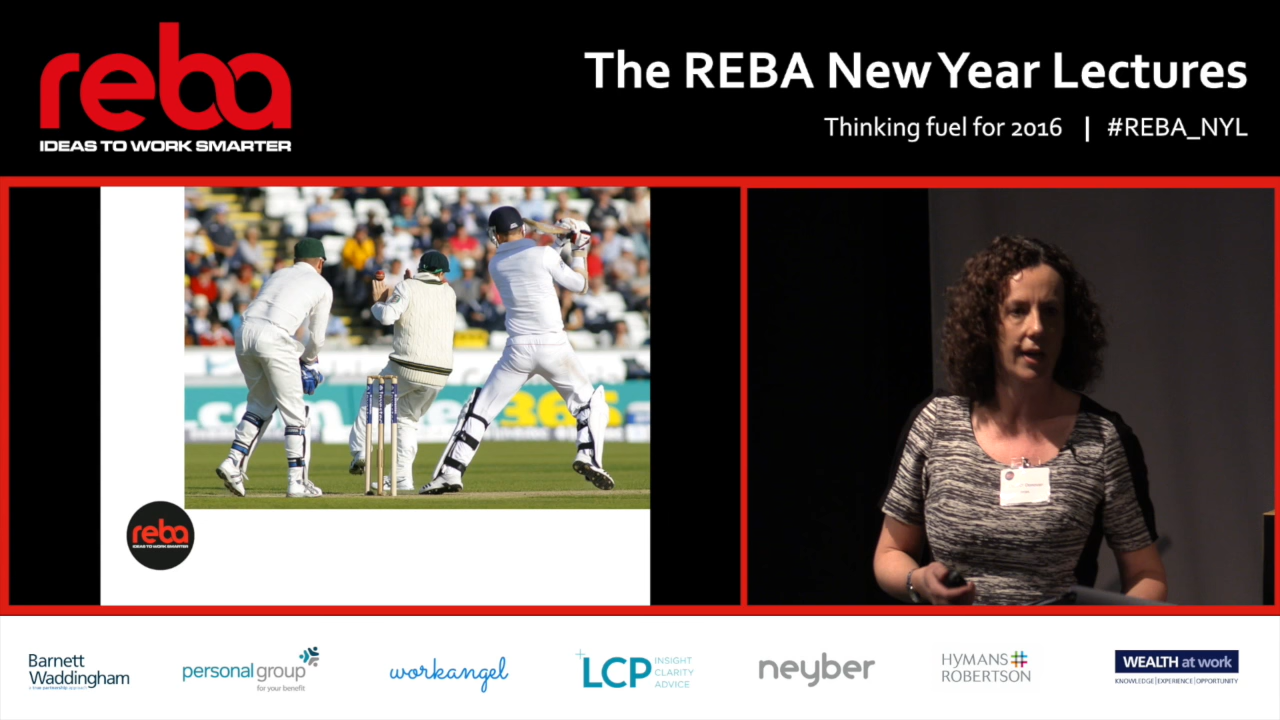 reba
IDEAS TO WORK SMARTER
The REBA New Year Lectures
Thinking fuel for 2016 | #REBA_NYL
.com
365
reba
IDEAS TO WORK SMARTER
Barnett
Waddingham
personal group
for your benefit
workangel
LCP INSIGHT
CLARITY
ADVICE
neyber
HYMANS
ROBERTSON
WEALTH at work
KNOWLEDGE | EXPERIENCE | OPPORTUNITY